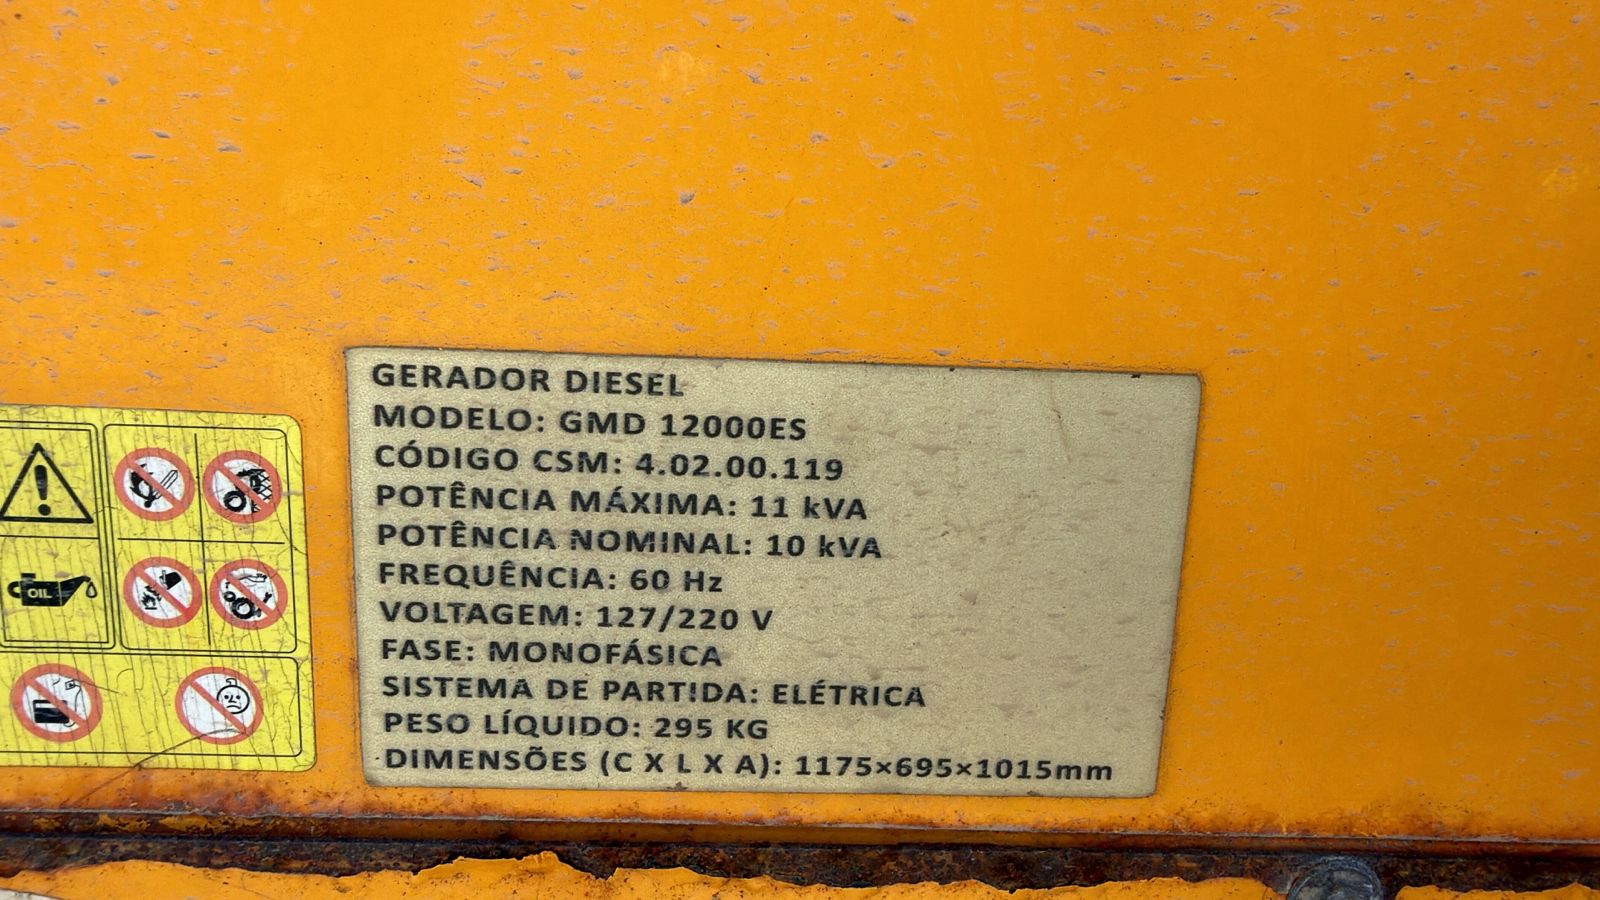 GERADOR DIESEL
MODELO: GMD 12000ES
CÓDIGO CSM: 4.02.00.119
POTÊNCIA MÁXIMA: 11 kVA
POTÊNCIA NOMINAL: 10 kVA
FREQUÊNCIA: 60 Hz
VOLTAGEM: 127/220 V
FASE: MONOFÁSICA
SISTEMA DE PARTIDA: ELÉTRICA
PESO LÍQUIDO: 295 KG
DIMENSÕES (C X L X A): 1175×695×1015mm
OIL